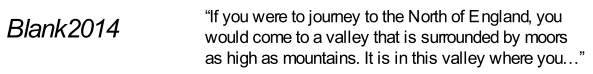 Blank2014
“If you were to journey to the North of England, you
would come to a valley that is surrounded by moors
as high as mountains. It is in this valley where you…”